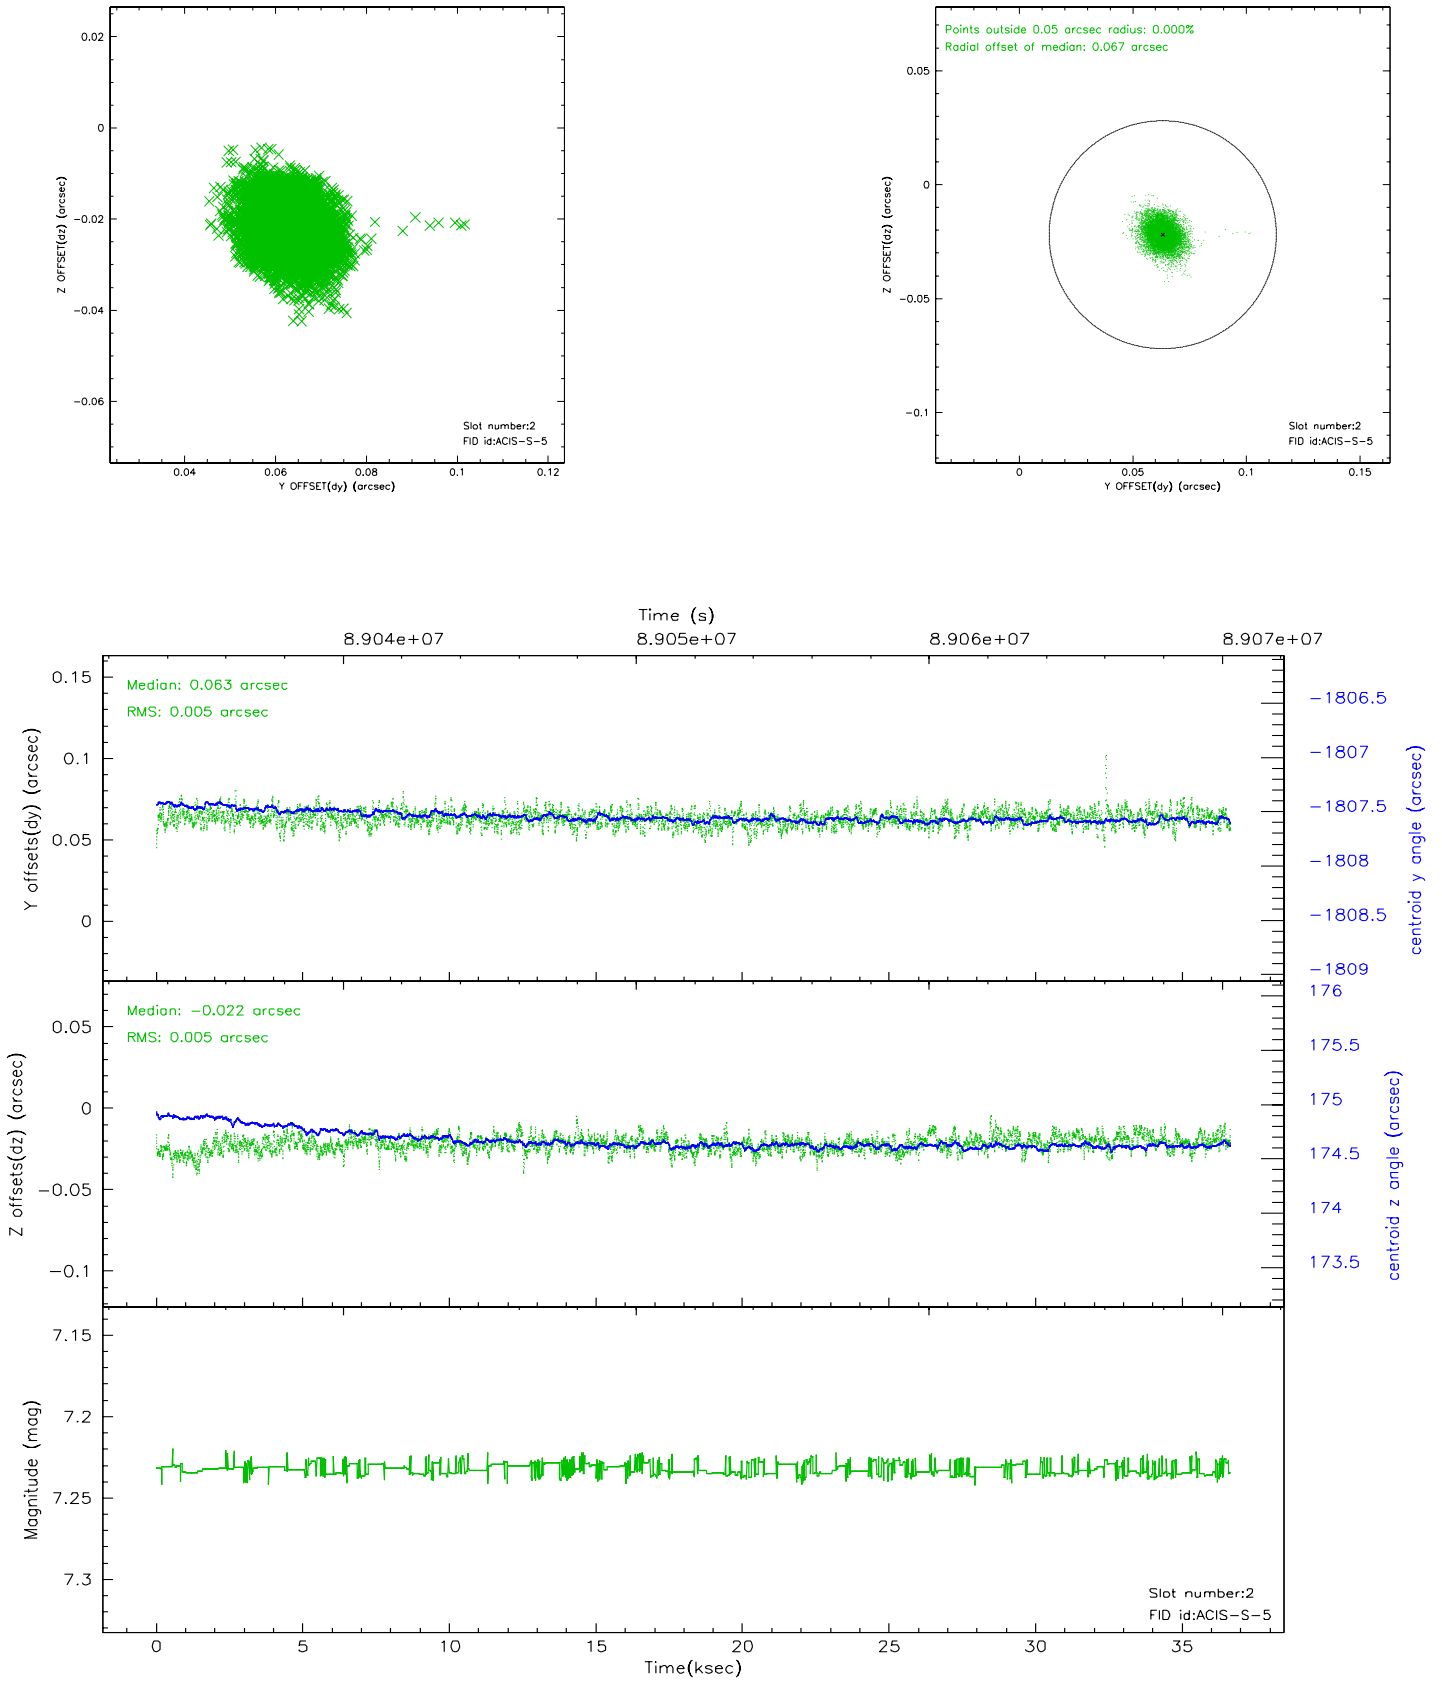 0.02
0
-0.02
-0.04
-0.06
Z OFFSET(dz) (arcsec)
Slot number:2
FID id:ACIS-S-5
0.04 0.06 0.08 0.1 0.12
Y OFFSET(dy) (arcsec)
Points outside 0.05 arcsec radius: 0.000%
Radial offset of median: 0.067 arcsec
0.05
0
-0.05
-0.1
Z OFFSET(dz) (arcsec)
Slot number:2
FID id:ACIS-S-5
0 0.05 0.1 0.15
Y OFFSET(dy) (arcsec)
Time (s)
8.904e+07 8.905e+07 8.906e+07 8.907e+07
Median: 0.063 arcsec
RMS: 0.005 arcsec
0.15
0.1
0.05
0
Y offsets(dy) (arcsec)
-1806.5
-1807
-1807.5
-1808
-1808.5
-1809
centroid y angle (arcsec)
Median: -0.022 arcsec
RMS: 0.005 arcsec
0.05
0
-0.05
-0.1
Z offsets(dz) (arcsec)
176
175.5
175
174.5
174
173.5
centroid z angle (arcsec)
7.15
7.2
7.25
7.3
Magnitude (mag)
Slot number:2
FID id:ACIS-S-5
0 5 10 15 20 25 30 35
Time(ksec)